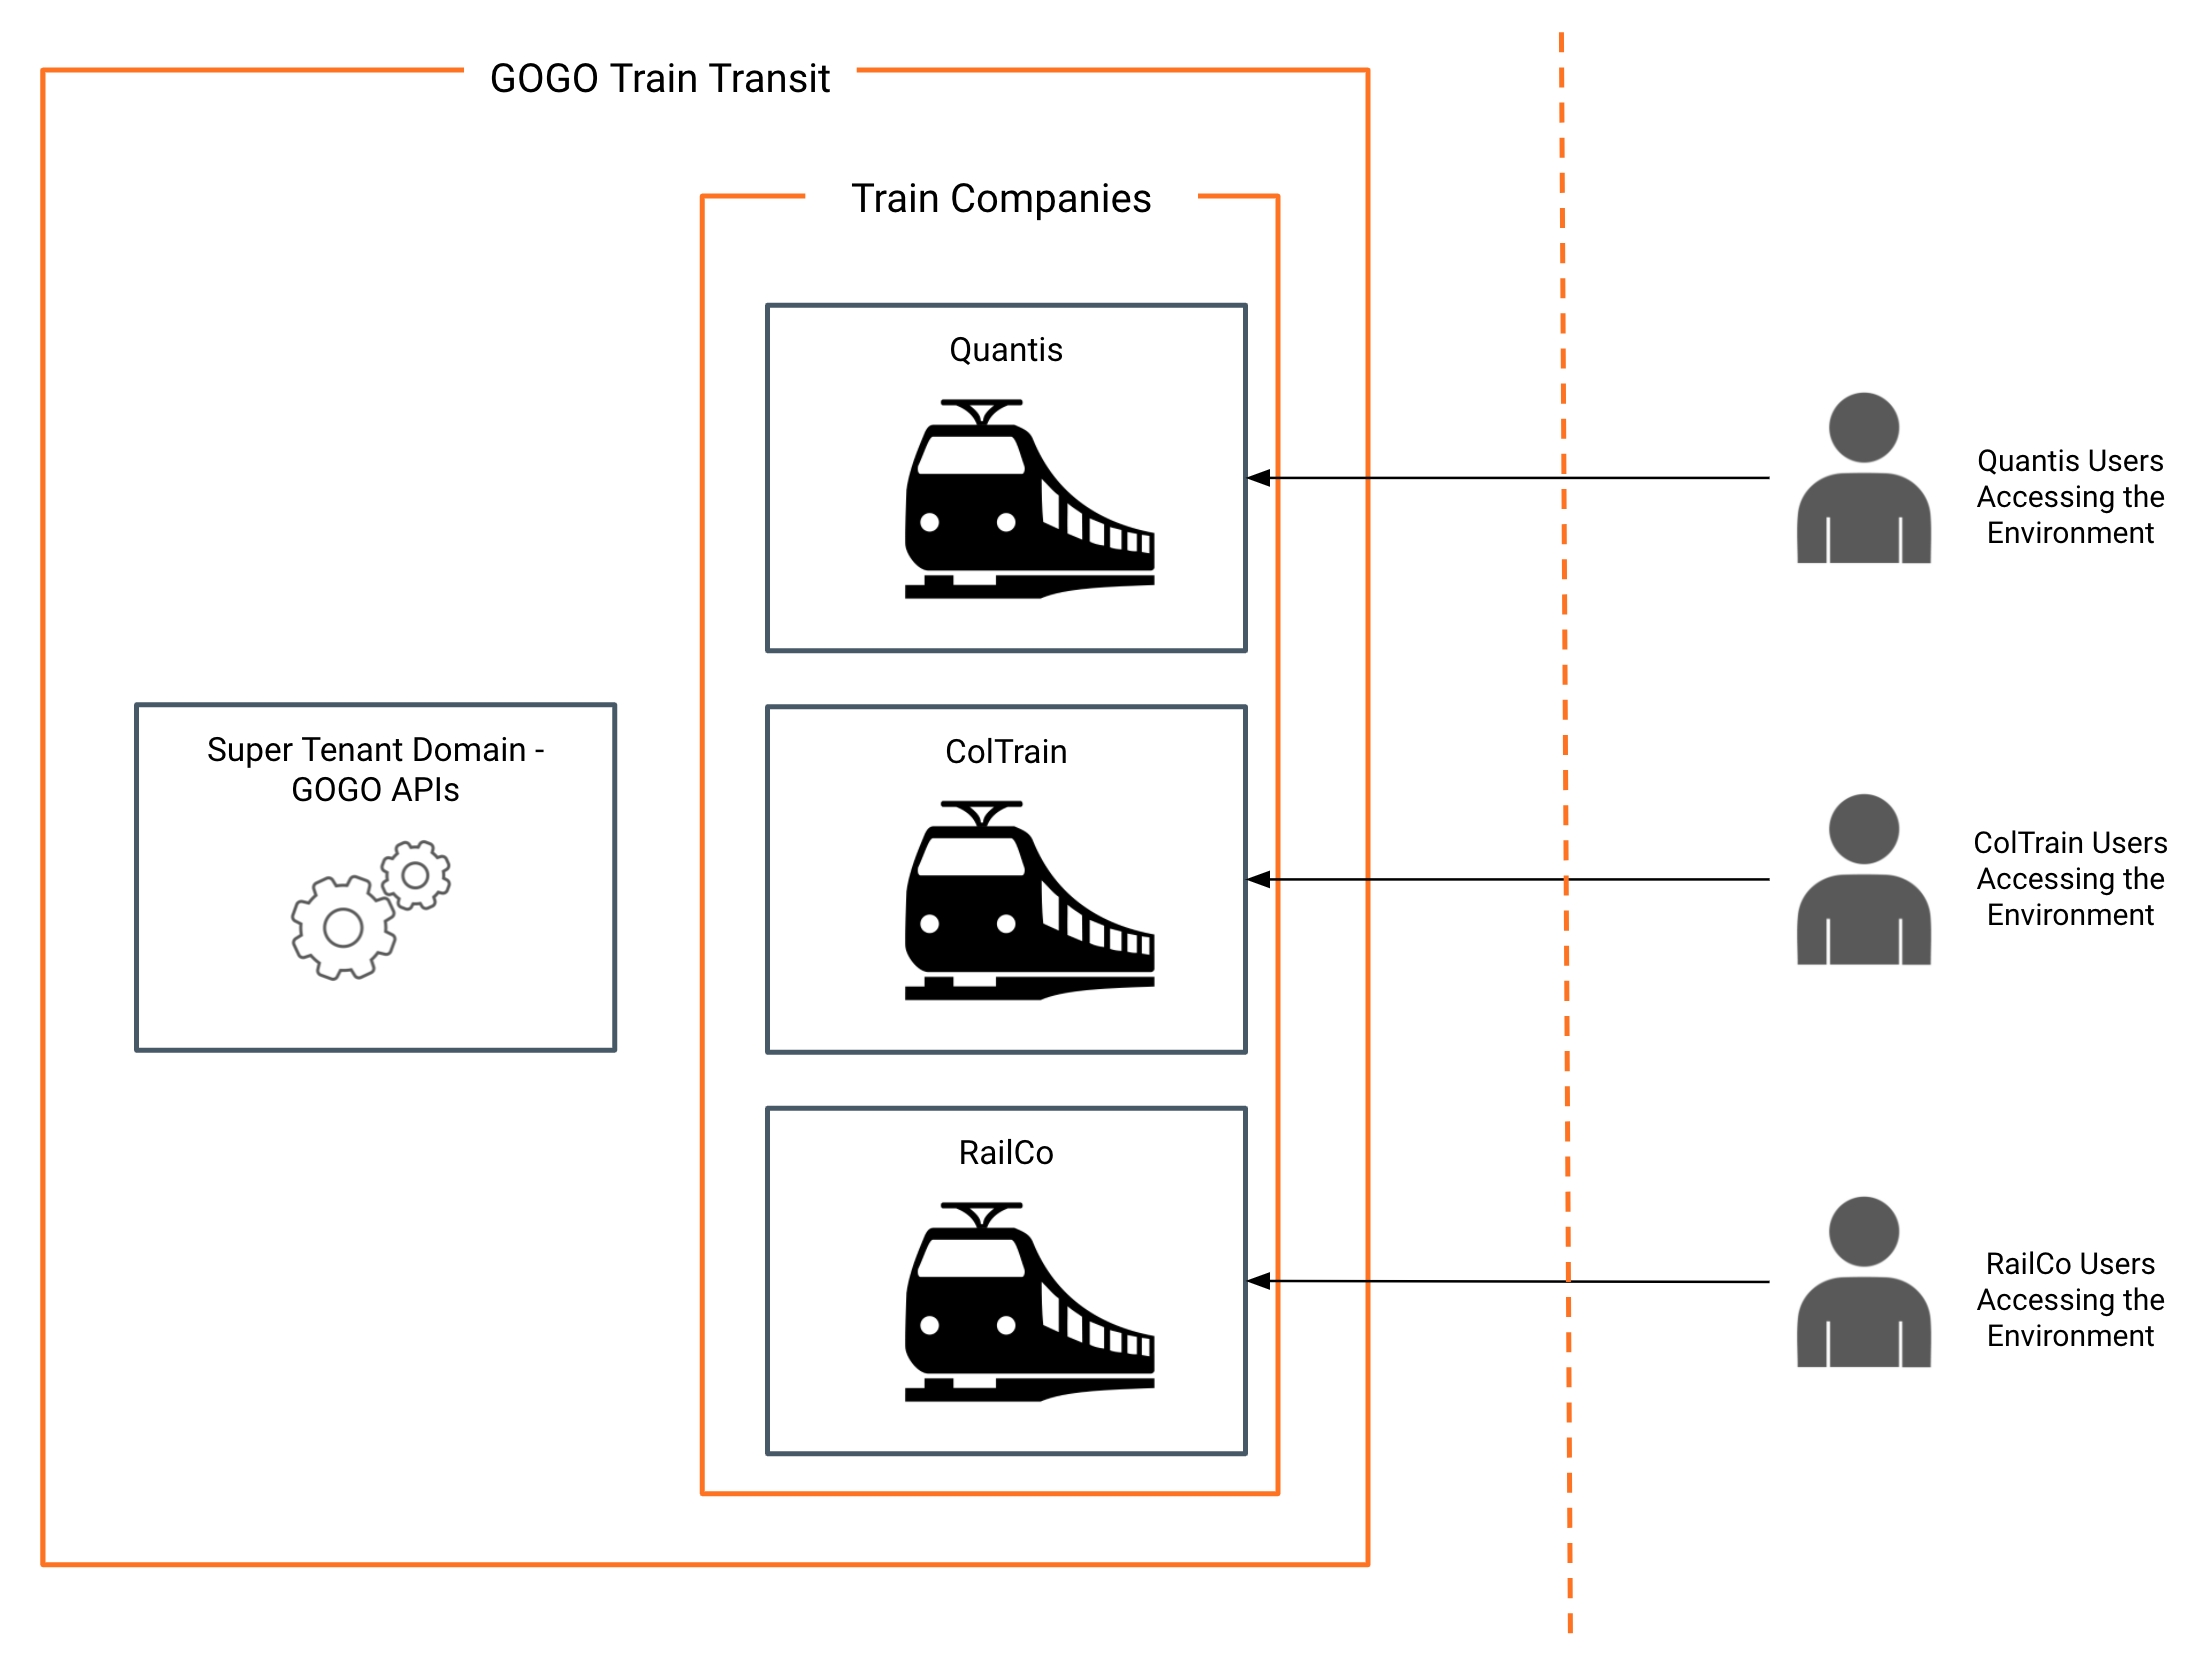 GOGO Train Transit
Train Companies
Quantis
Quantis Users
Accessing the
Environment
Super Tenant Domain -
GOGO APIs
ColTrain
ColTrain Users
Accessing the
Environment
RailCo
RailCo Users
Accessing the
Environment